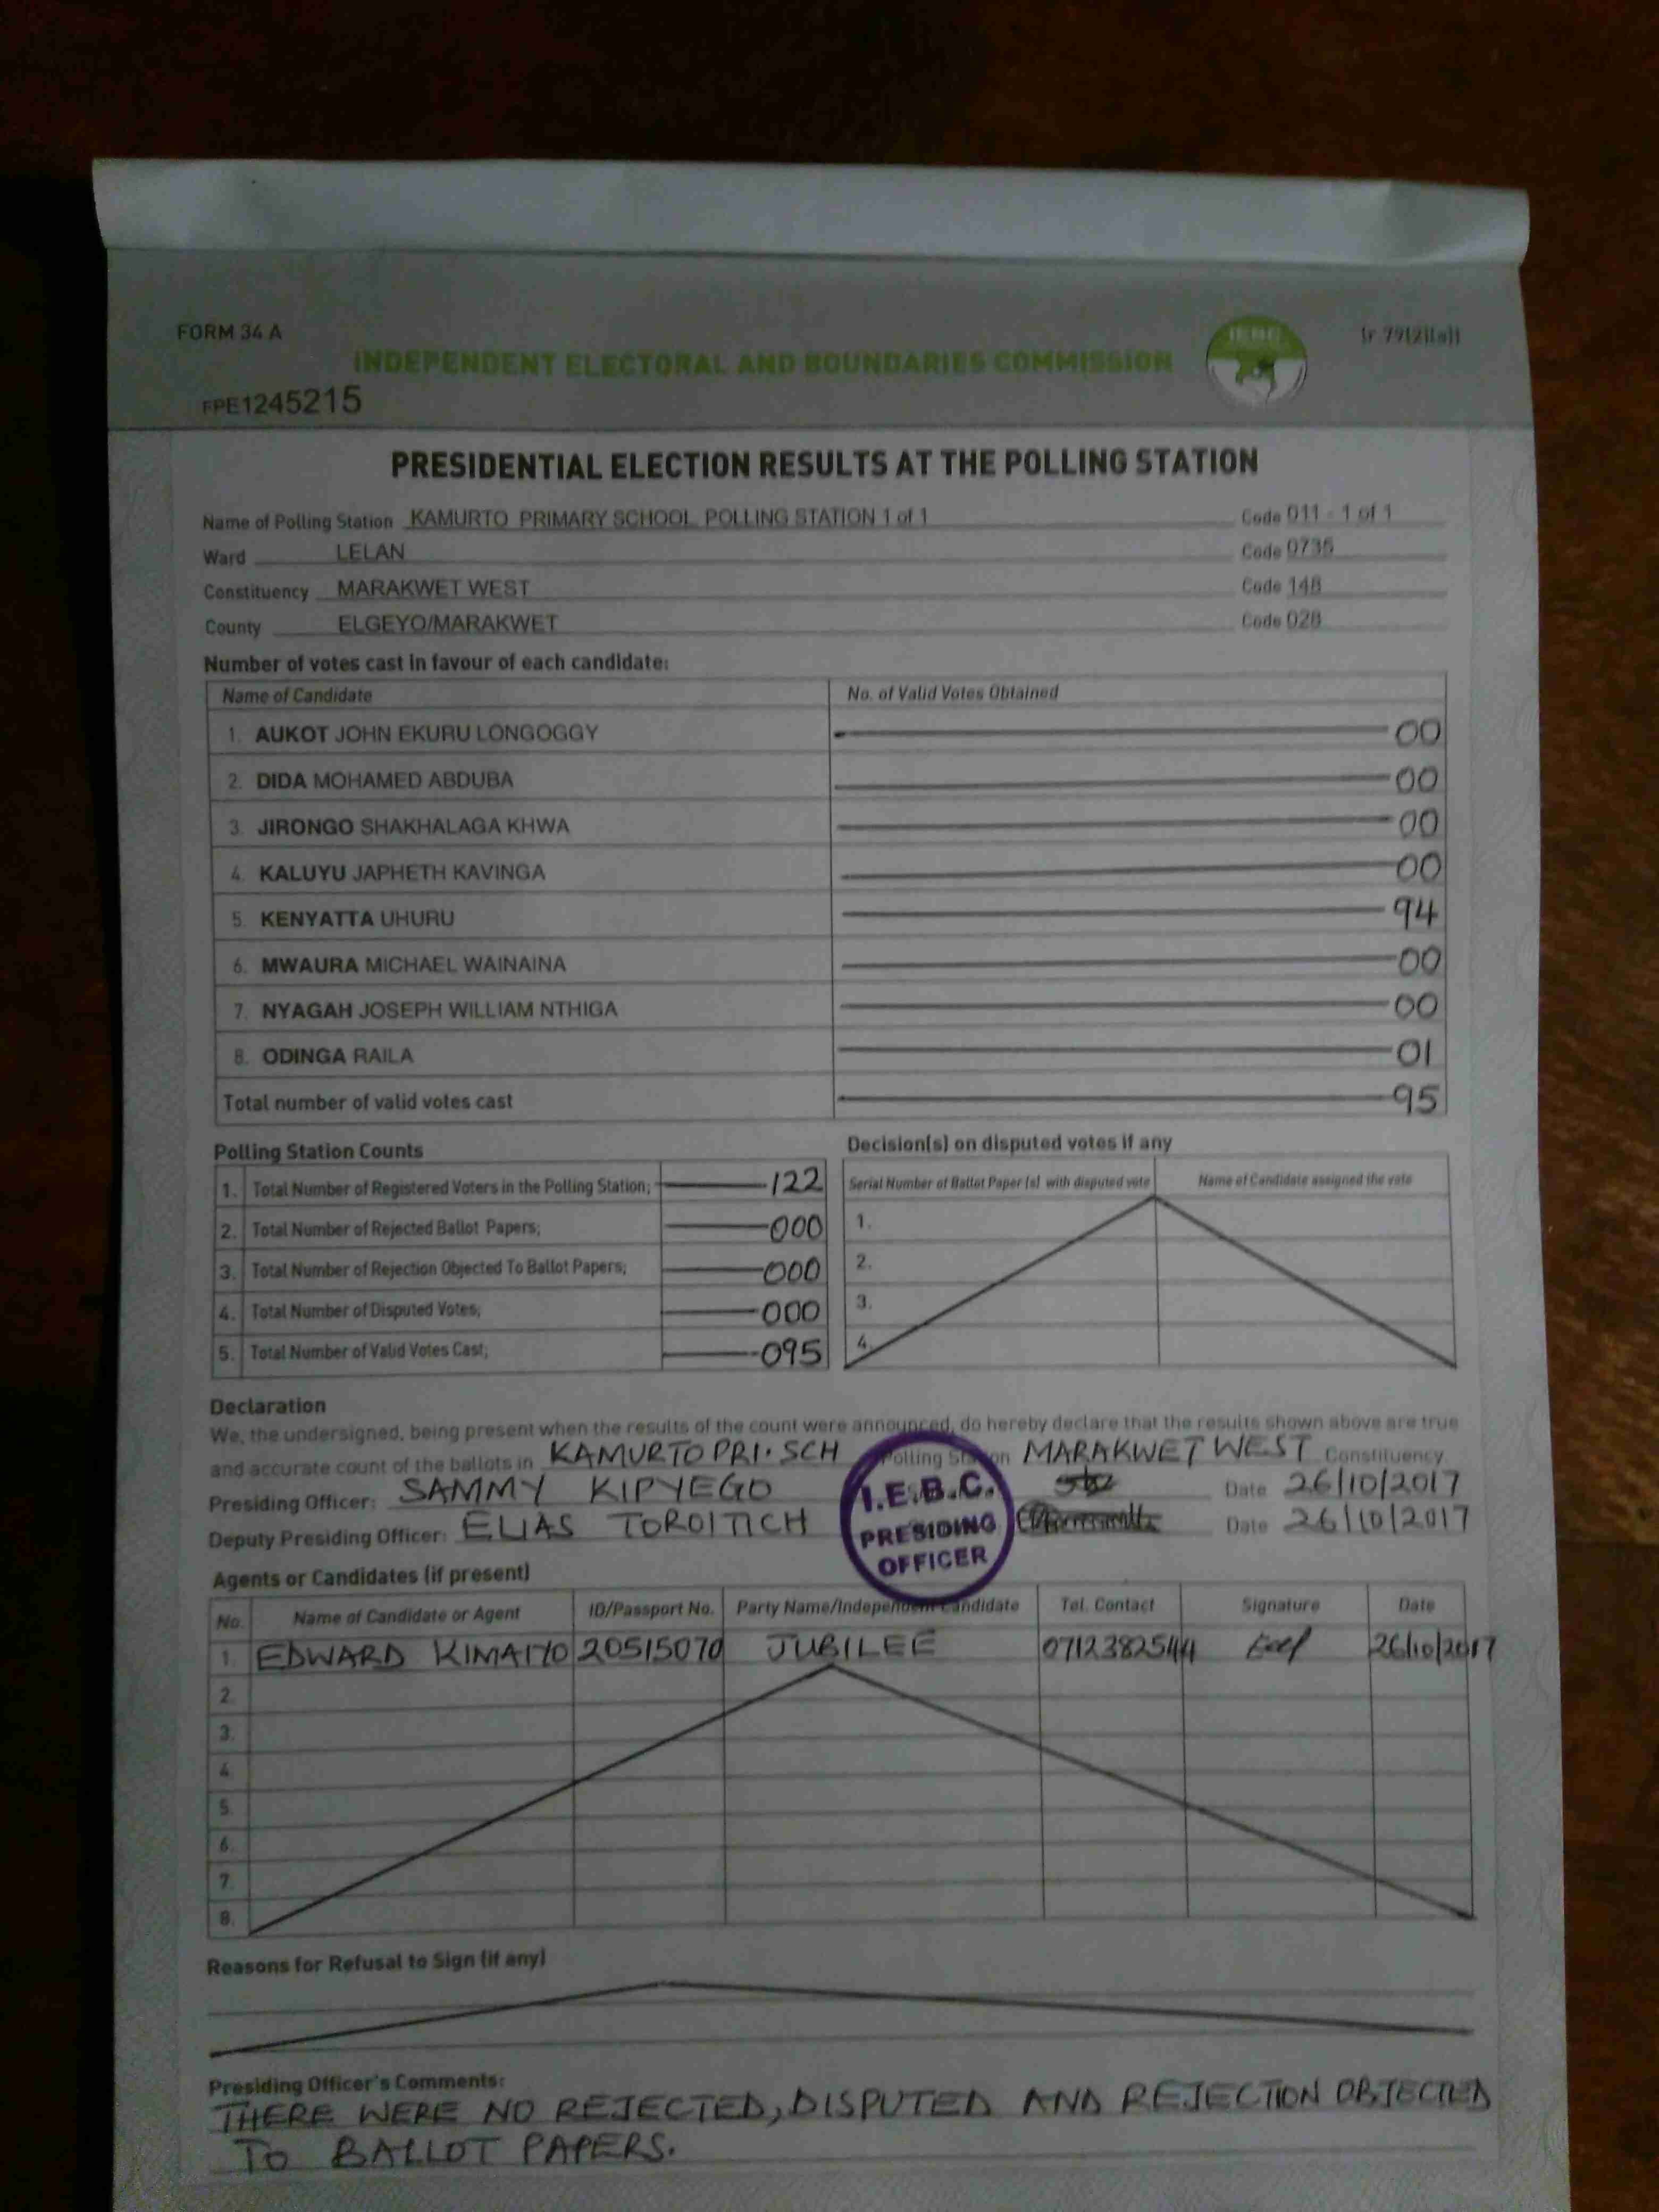 FORM 34 A
IEBC
(r 79(2)(a))
INDEPENDENT ELECTORAL AND BOUNDARIES COMMISSION
FPE1245215
PRESIDENTIAL ELECTION RESULTS AT THE POLLING STATION
Name of Polling Station KAMURTO PRIMARY SCHOOL POLLING STATION 1 of 1 Code 011 - 1 of 1
Ward LELAN Code 0735
Constituency MARAKWET WEST Code 148
County ELGEYO/MARAKWET Code 028
Number of votes cast in favour of each candidate:
Name of Candidate No. of Valid Votes Obtained
1. AUKOT JOHN EKURU LONGOGGY 00
2. DIDA MOHAMED ABDUBA 00
3. JIRONGO SHAKHALAGA KHWA 00
4. KALUYU JAPHETH KAVINGA 00
5. KENYATTA UHURU 94
6. MWAURA MICHAEL WAINAINA 00
7. NYAGAH JOSEPH WILLIAM NTHIGA 00
8. ODINGA RAILA 01
Total number of valid votes cast 95
Polling Station Counts
1. Total Number of Registered Voters in the Polling Station; 122
2. Total Number of Rejected Ballot Papers; 000
3. Total Number of Rejection Objected To Ballot Papers; 000
4. Total Number of Disputed Votes; 000
5. Total Number of Valid Votes Cast; 095
Decision(s) on disputed votes if any
Serial Number of Ballot Paper (s) with disputed vote Name of Candidate assigned the vote
1.
2.
3.
4.
Declaration
We, the undersigned, being present when the results of the count were announced, do hereby declare that the results shown above are true
and accurate count of the ballots in KAMURTO PRI. SCH Polling Station MARAKWET WEST Constituency
Presiding Officer: SAMMY KIPYEGO Date 26/10/2017
Deputy Presiding Officer: ELIAS TOROITICH Date 26/10/2017
I.E.B.C.
PRESIDING
OFFICER
Agents or Candidates (if present)
No. Name of Candidate or Agent ID/Passport No. Party Name/Independent Candidate Tel. Contact Signature Date
1. EDWARD KIMAIYO 20515070 JUBILEE 0712382544 26/10/2017
2.
3.
4.
5.
6.
7.
8.
Reasons for Refusal to Sign (if any)
Presiding Officer's Comments:
THERE WERE NO REJECTED, DISPUTED AND REJECTION OBJECTED
TO BALLOT PAPERS.